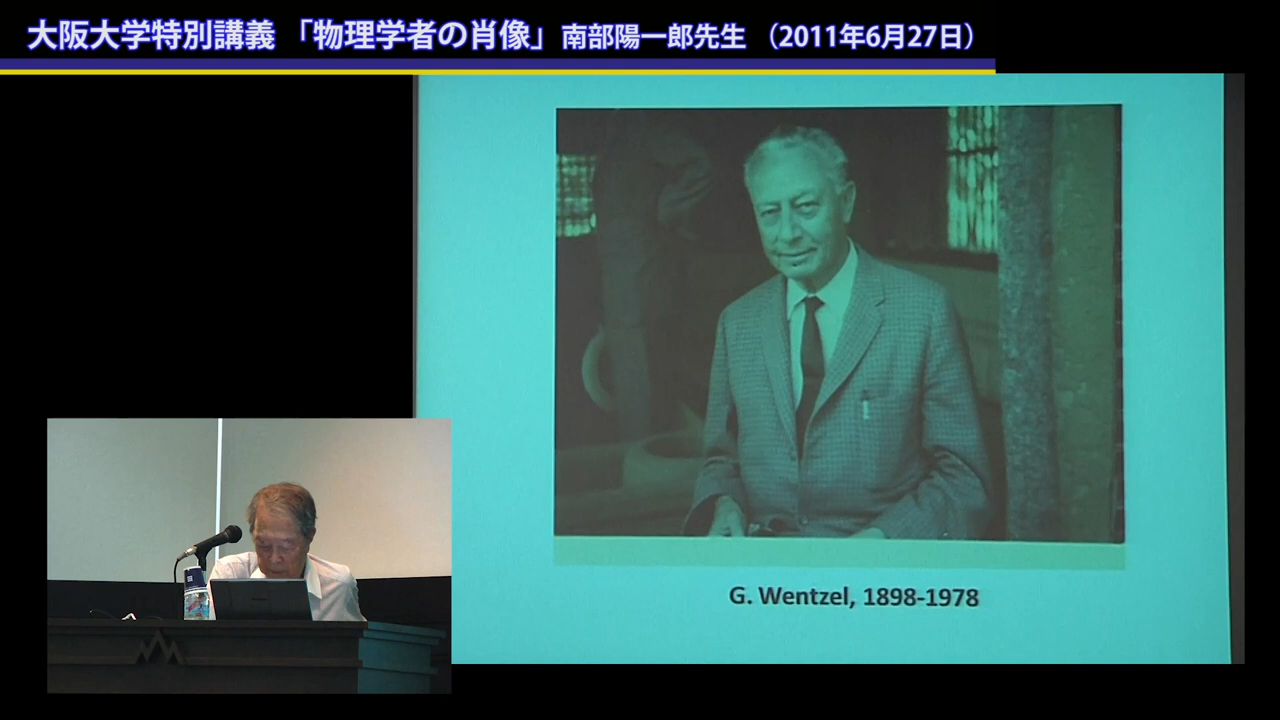 大阪大学特別講義 「物理学者の肖像」 南部陽一郎先生 （2011年6月27日）
G. Wentzel, 1898-1978